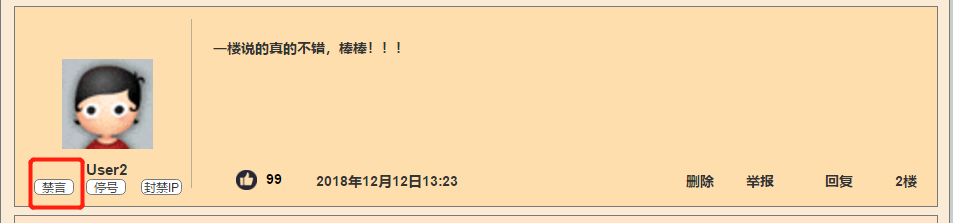 一楼说的真的不错，棒棒！！！
User2
禁言 停号 封禁IP
99 2018年12月12日13:23 删除 举报 回复 2楼